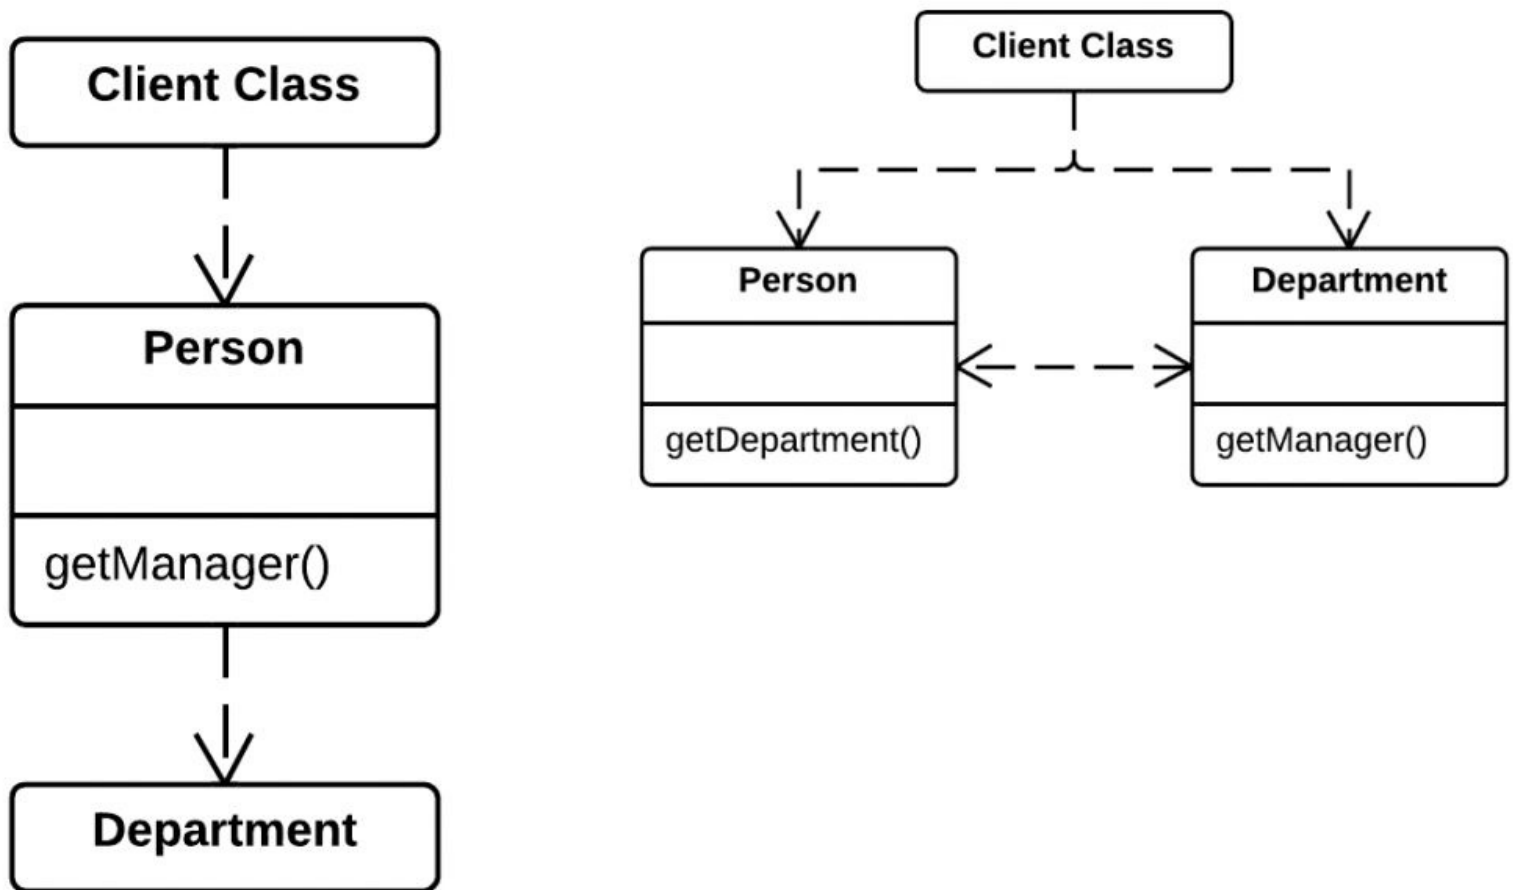 Client Class
Person
getManager()
Department
Client Class
Person
getDepartment()
Department
getManager()